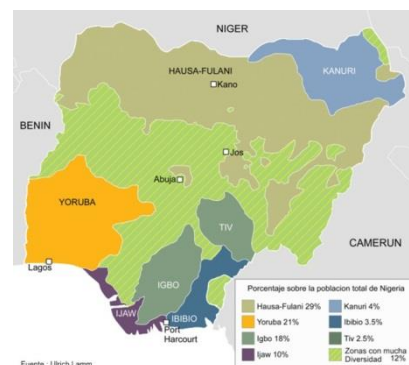 NIGER
HAUSA-FULANI
KANURI
Kano
BENIN
Jos
Abuja
YORUBA
TIV
CAMERUN
Lagos
IGBO
IJAW
IBIBIO
Port
Harcourt
Porcentaje sobre la poblacion total de Nigeria
Hausa-Fulani 29%
Kanuri 4%
Yoruba 21%
Ibibio 3.5%
Igbo 18%
Tiv 2.5%
Ijaw 10%
Zonas con mucha
Diversidad 12%
Fuente : Ulrich Lamm